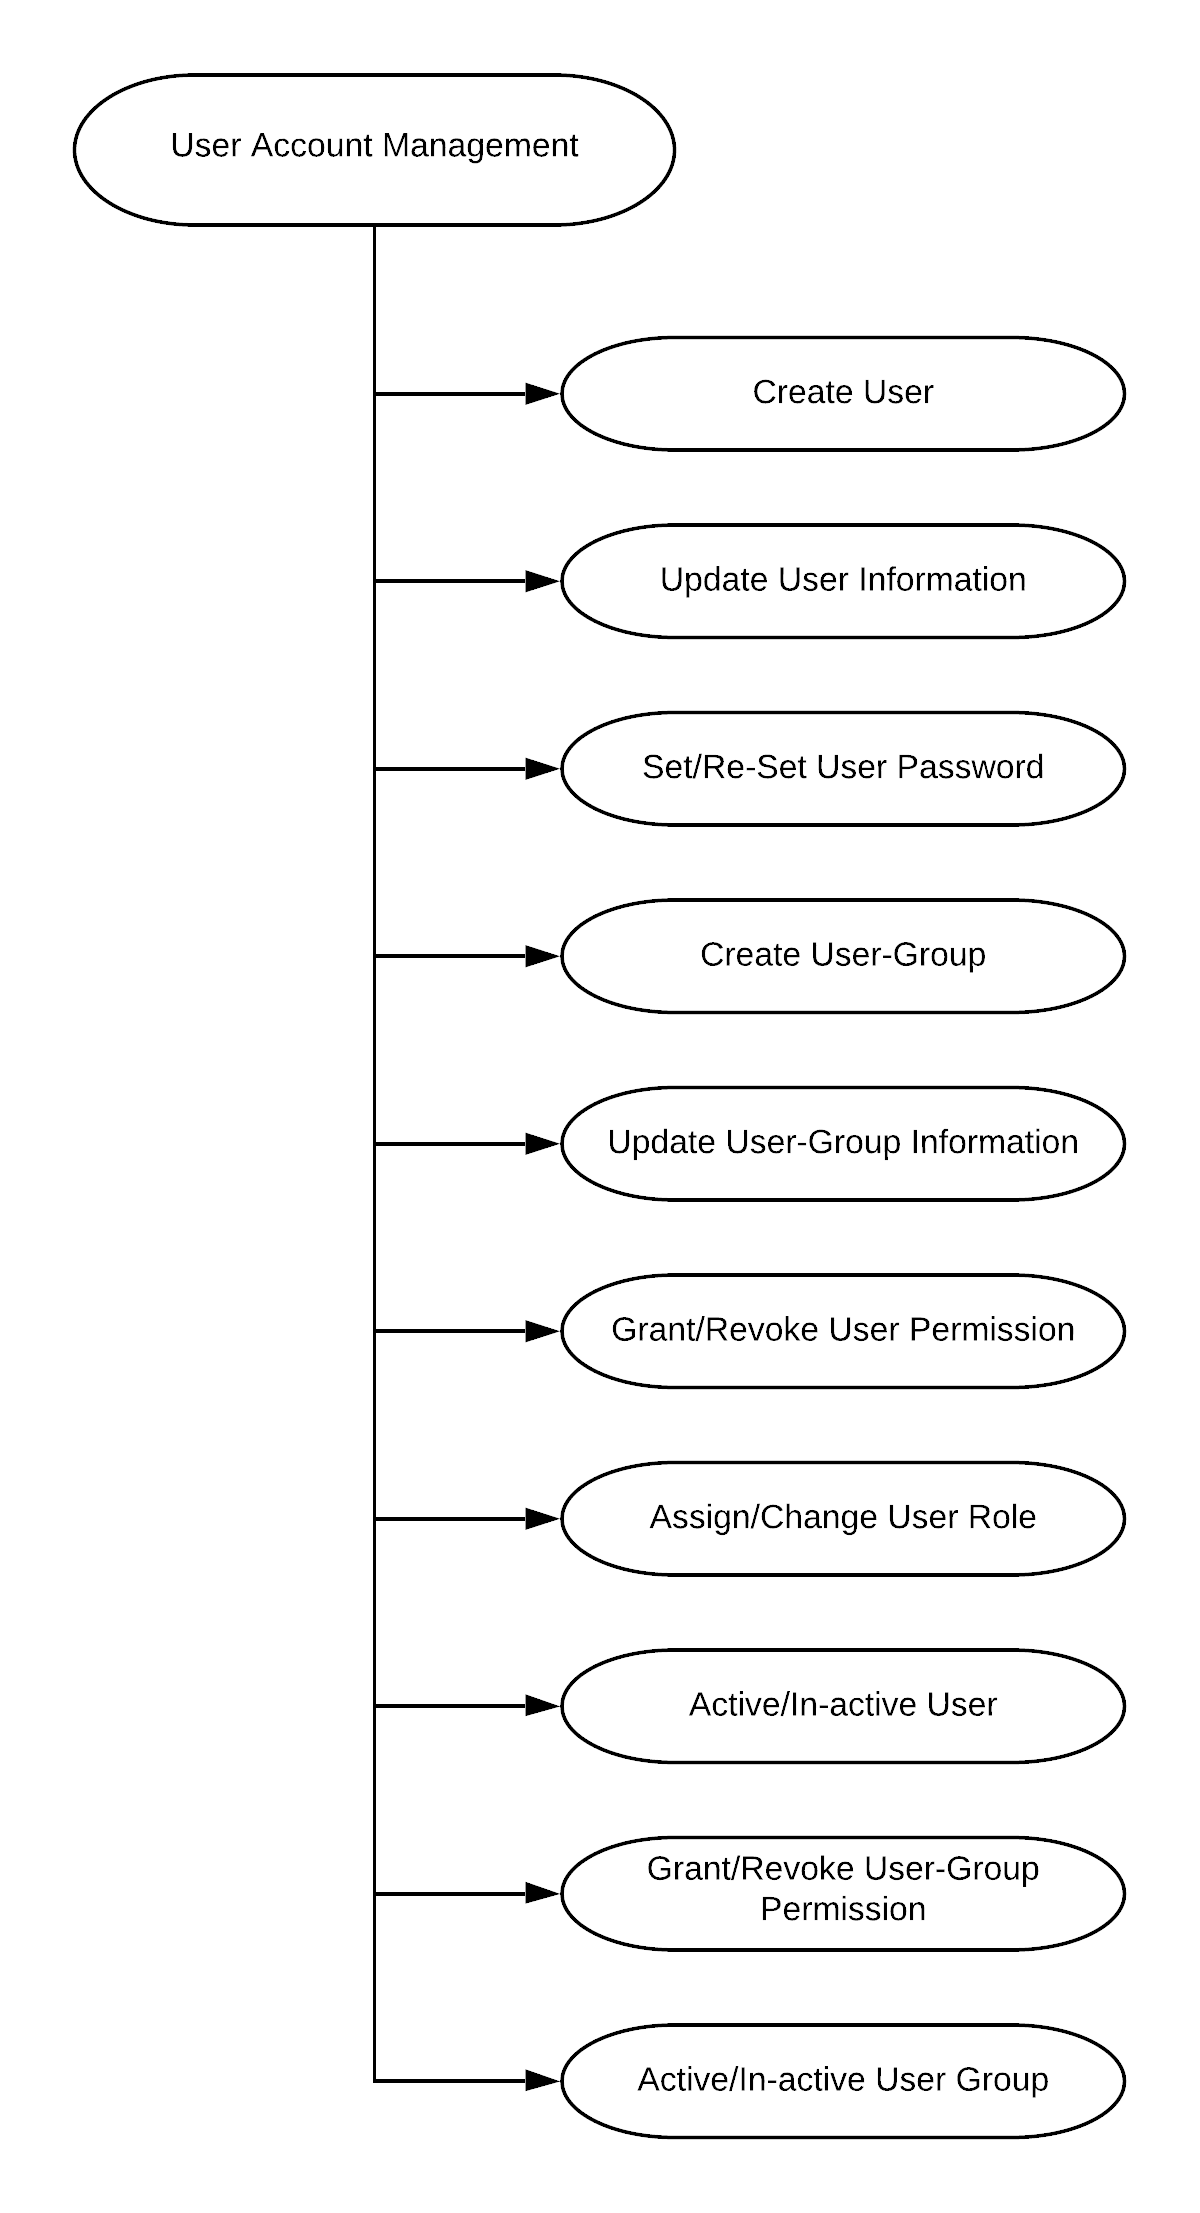 User Account Management
Create User
Update User Information
Set/Re-Set User Password
Create User-Group
Update User-Group Information
Grant/Revoke User Permission
Assign/Change User Role
Active/In-active User
Grant/Revoke User-Group
Permission
Active/In-active User Group